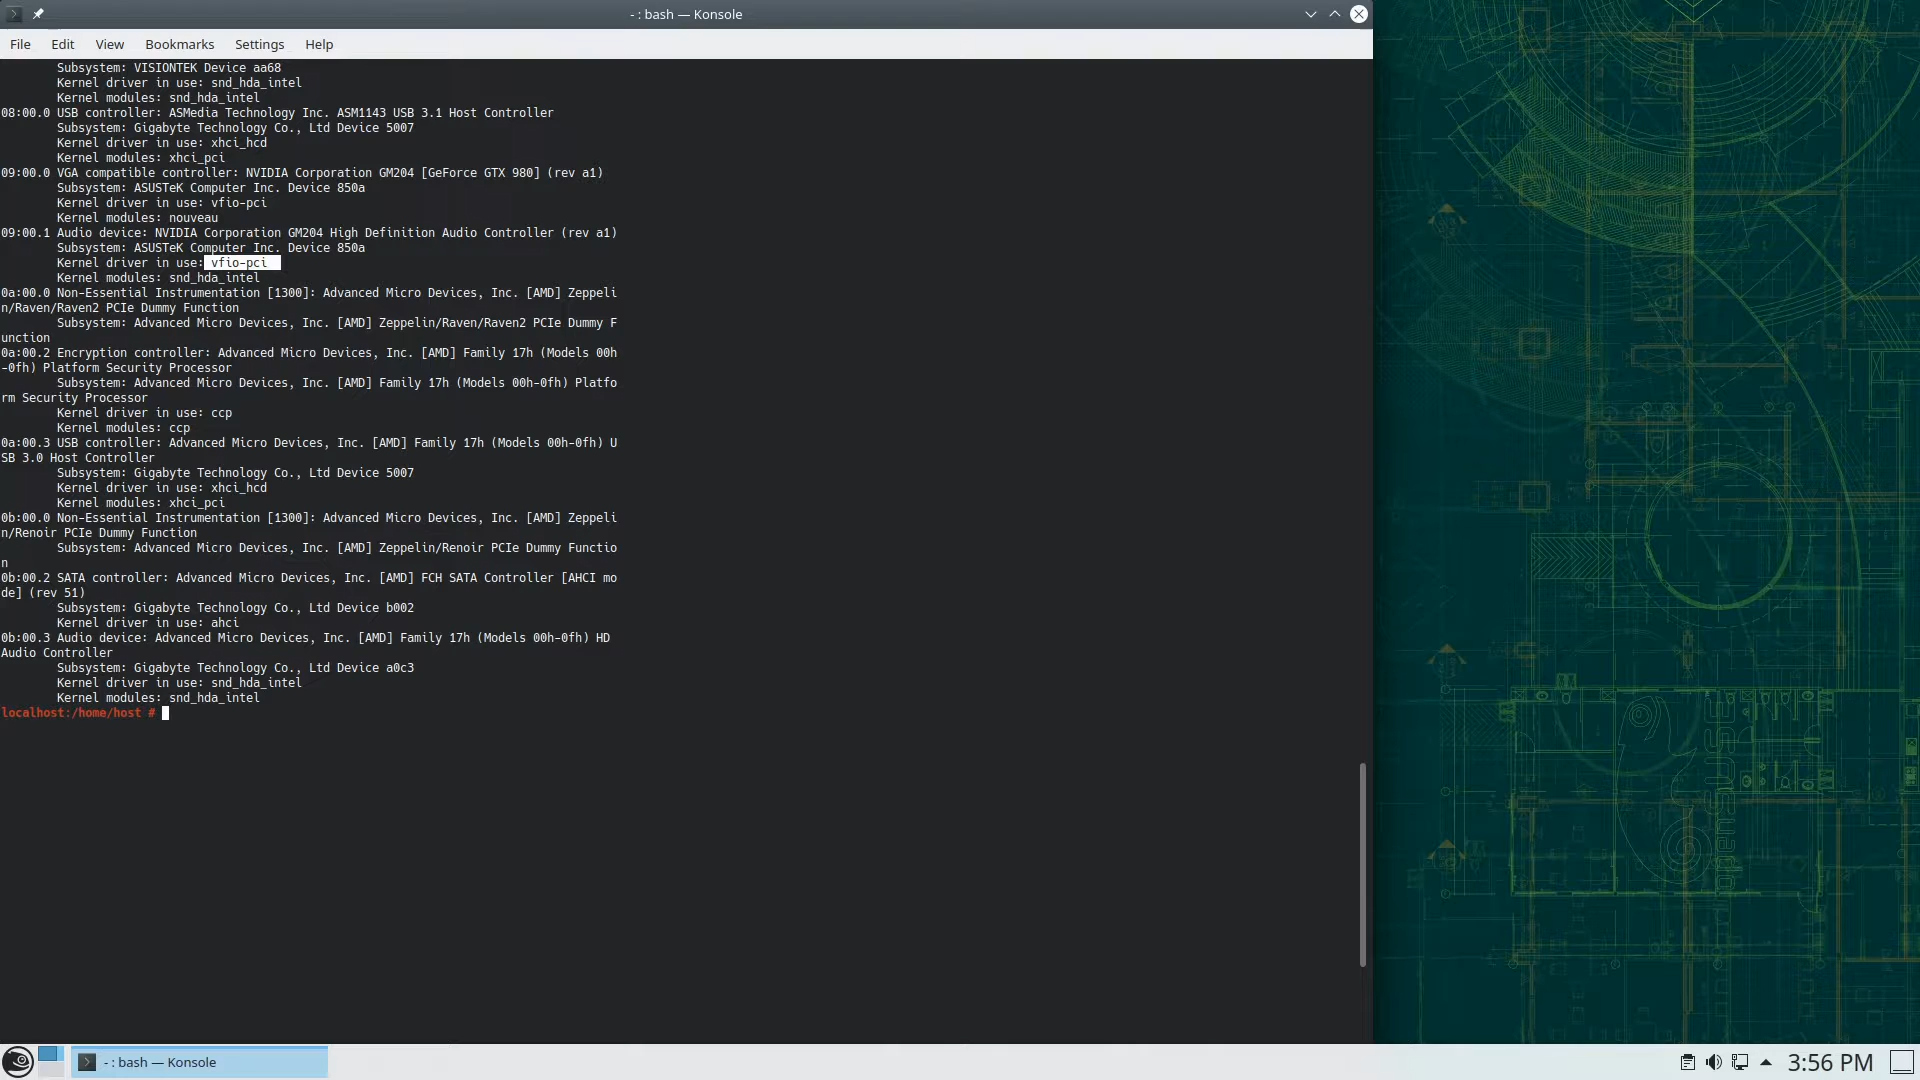 - : bash — Konsole
File Edit View Bookmarks Settings Help
Subsystem: VISIONTEK Device aa68
Kernel driver in use: snd_hda_intel
Kernel modules: snd_hda_intel
08:00.0 USB controller: ASMedia Technology Inc. ASM1143 USB 3.1 Host Controller
Subsystem: Gigabyte Technology Co., Ltd Device 5007
Kernel driver in use: xhci_hcd
Kernel modules: xhci_pci
09:00.0 VGA compatible controller: NVIDIA Corporation GM204 [GeForce GTX 980] (rev a1)
Subsystem: ASUSTeK Computer Inc. Device 850a
Kernel driver in use: vfio-pci
Kernel modules: nouveau
09:00.1 Audio device: NVIDIA Corporation GM204 High Definition Audio Controller (rev a1)
Subsystem: ASUSTeK Computer Inc. Device 850a
Kernel driver in use: vfio-pci
Kernel modules: snd_hda_intel
0a:00.0 Non-Essential Instrumentation [1300]: Advanced Micro Devices, Inc. [AMD] Zeppeli
n/Raven/Raven2 PCIe Dummy Function
Subsystem: Advanced Micro Devices, Inc. [AMD] Zeppelin/Raven/Raven2 PCIe Dummy F
unction
0a:00.2 Encryption controller: Advanced Micro Devices, Inc. [AMD] Family 17h (Models 00h
-0fh) Platform Security Processor
Subsystem: Advanced Micro Devices, Inc. [AMD] Family 17h (Models 00h-0fh) Platfo
rm Security Processor
Kernel driver in use: ccp
Kernel modules: ccp
0a:00.3 USB controller: Advanced Micro Devices, Inc. [AMD] Family 17h (Models 00h-0fh) U
SB 3.0 Host Controller
Subsystem: Gigabyte Technology Co., Ltd Device 5007
Kernel driver in use: xhci_hcd
Kernel modules: xhci_pci
0b:00.0 Non-Essential Instrumentation [1300]: Advanced Micro Devices, Inc. [AMD] Zeppeli
n/Renoir PCIe Dummy Function
Subsystem: Advanced Micro Devices, Inc. [AMD] Zeppelin/Renoir PCIe Dummy Functio
n
0b:00.2 SATA controller: Advanced Micro Devices, Inc. [AMD] FCH SATA Controller [AHCI mo
de] (rev 51)
Subsystem: Gigabyte Technology Co., Ltd Device b002
Kernel driver in use: ahci
0b:00.3 Audio device: Advanced Micro Devices, Inc. [AMD] Family 17h (Models 00h-0fh) HD
Audio Controller
Subsystem: Gigabyte Technology Co., Ltd Device a0c3
Kernel driver in use: snd_hda_intel
Kernel modules: snd_hda_intel
localhost:/home/host #
openSUSE
- : bash — Konsole
3:56 PM